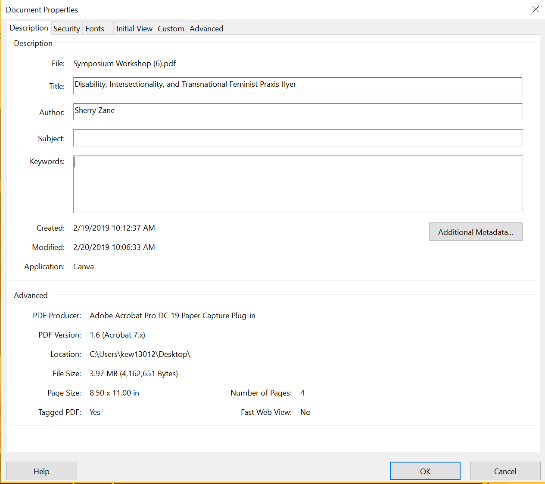 Document Properties
Description Security Fonts Initial View Custom Advanced
Description
File: Symposium Workshop (6).pdf
Title: Disability, Intersectionality, and Transnational Feminist Praxis flyer
Author: Sherry Zane
Subject:
Keywords:
Created: 2/19/2019 10:12:37 AM
Additional Metadata...
Modified: 2/20/2019 10:06:33 AM
Application: Canva
Advanced
PDF Producer: Adobe Acrobat Pro DC 19 Paper Capture Plug-in
PDF Version: 1.6 (Acrobat 7.x)
Location: C:\Users\kew13012\Desktop\
File Size: 3.97 MB (4,162,651 Bytes)
Page Size: 8.50 x 11.00 in Number of Pages: 4
Tagged PDF: Yes Fast Web View: No
Help OK Cancel